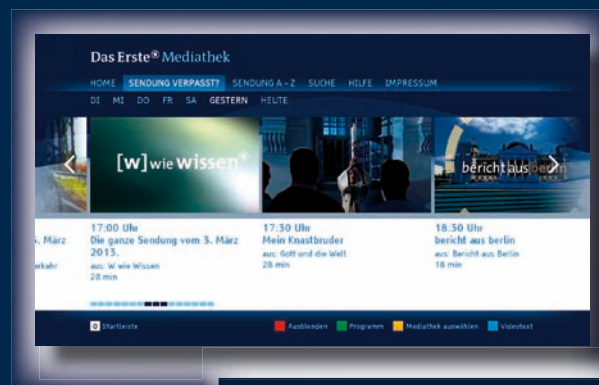 Das Erste® Mediathek
HOME SENDUNG VERPASST? SENDUNG A - Z SUCHE HILFE IMPRESSUM
DI MI DO FR SA GESTERN HEUTE
[w] wie wissen
bericht aus berlin
17:00 Uhr
17:30 Uhr
18:30 Uhr
5. März
Die ganze Sendung vom 3. März
2013.
Mein Knastbruder
bericht aus berlin
aus: W wie Wissen
aus: Gott und die Welt
aus: Bericht aus Berlin
28 min
28 min
18 min
Startleiste Ausblenden Programm Mediathek auswählen Videotext